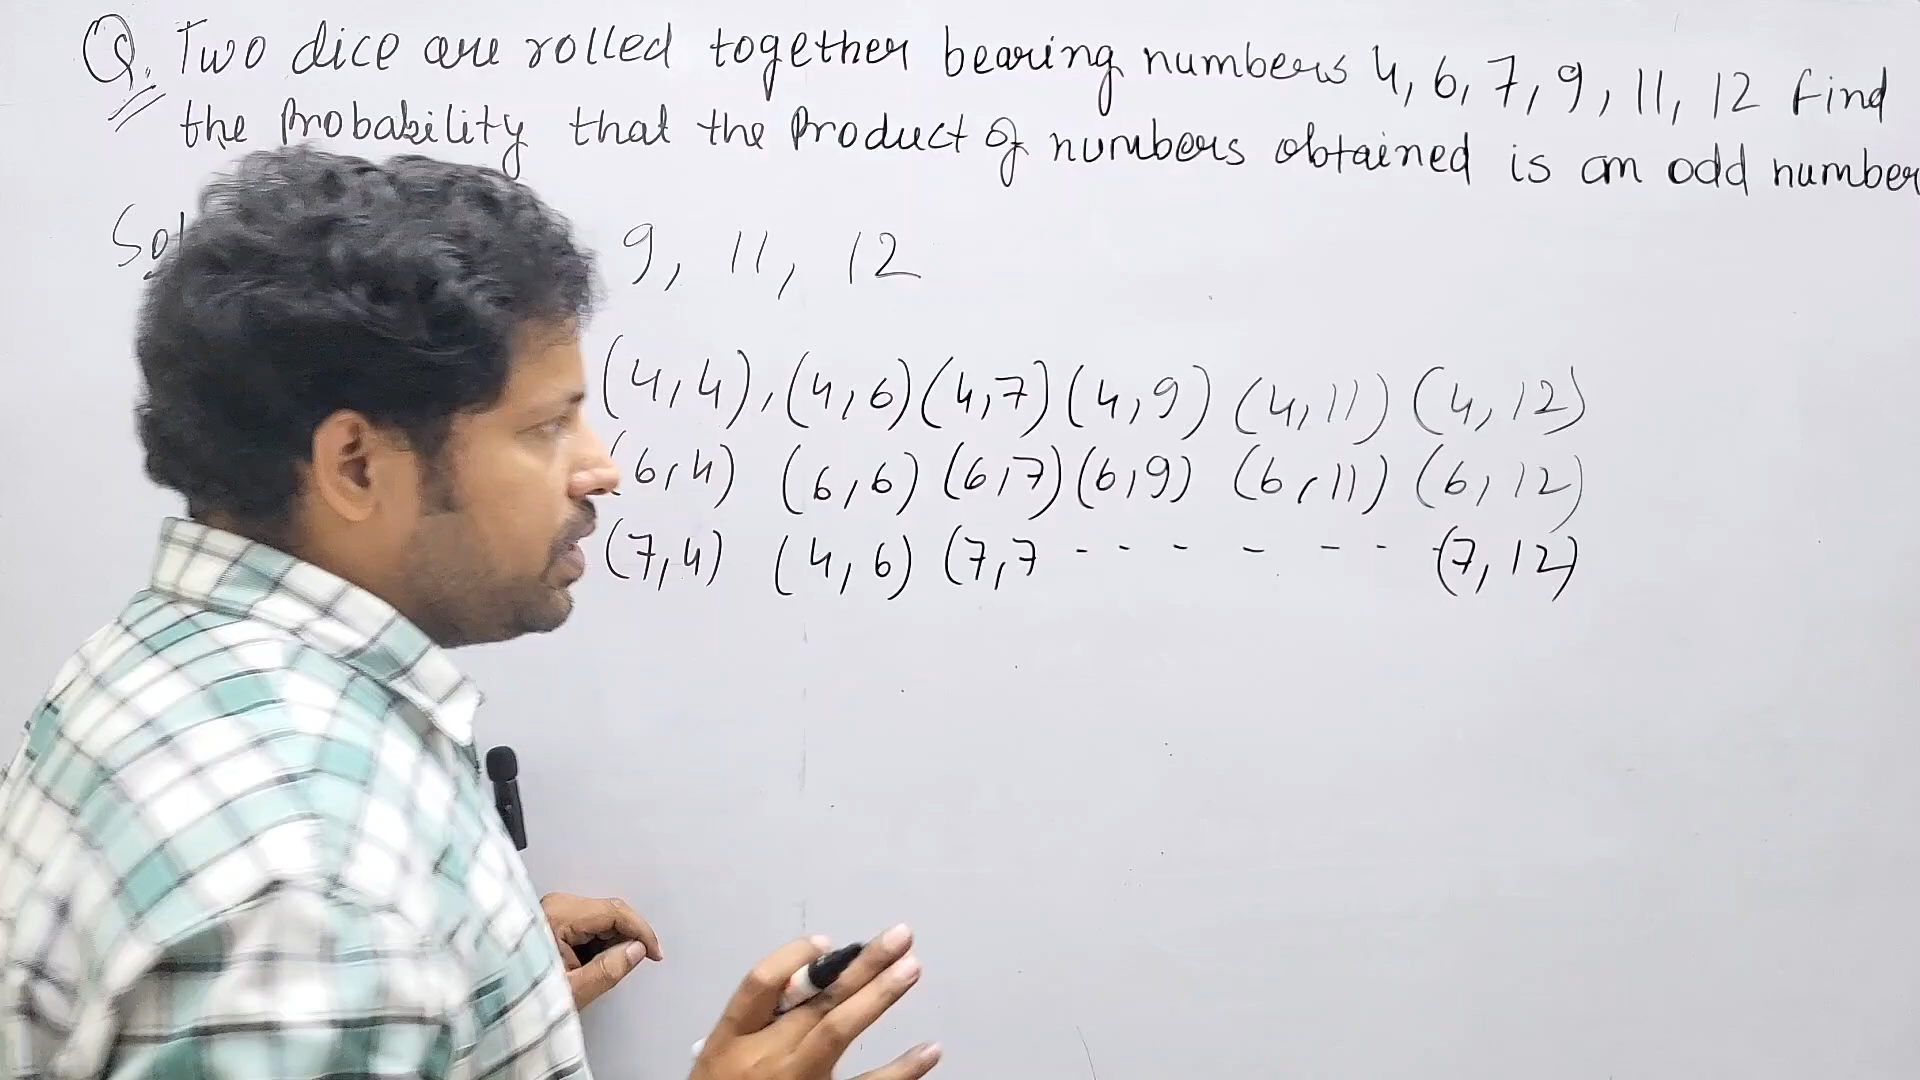 Q. Two dice are rolled together bearing numbers 4, 6, 7, 9, 11, 12 Find
the Probability that the Product of numbers obtained is an odd number
Sol 9, 11, 12
(4,4), (4,6) (4,7) (4,9) (4,11) (4,12)
(6,4) (6,6) (6,7) (6,9) (6,11) (6,12)
(7,4) (4,6) (7,7 - - - - - - (7,12)